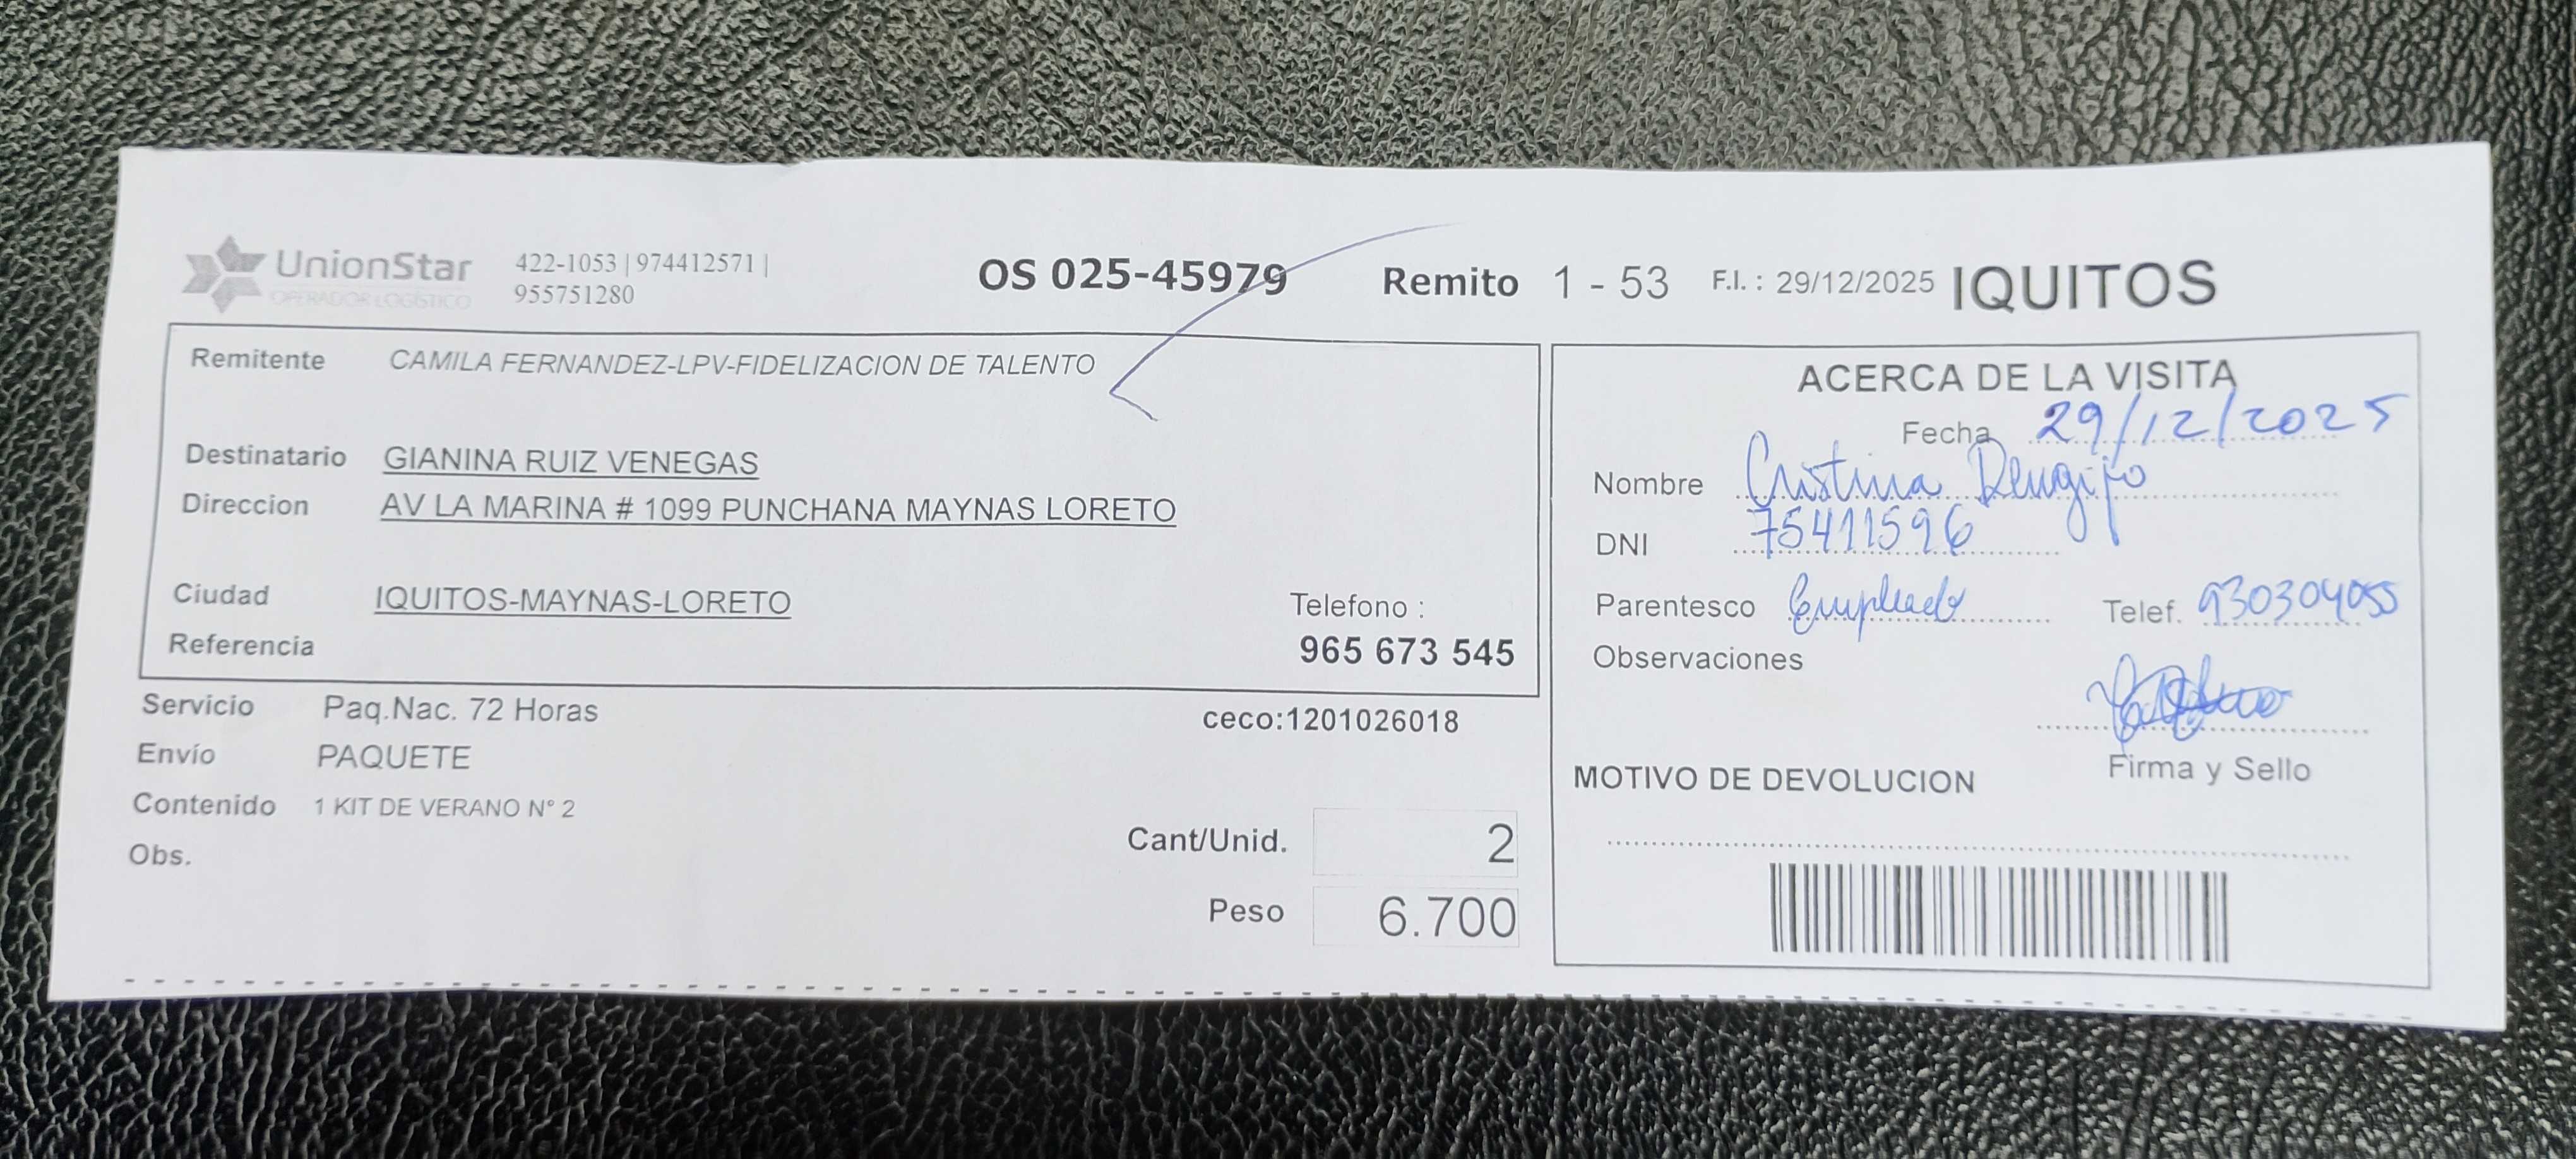 UnionStar
OPERADOR LOGÍSTICO
422-1053 | 974412571 |
955751280
OS 025-45979
Remito 1 - 53
F.I. : 29/12/2025
IQUITOS
Remitente CAMILA FERNANDEZ-LPV-FIDELIZACION DE TALENTO
Destinatario GIANINA RUIZ VENEGAS
Direccion AV LA MARINA # 1099 PUNCHANA MAYNAS LORETO
Ciudad IQUITOS-MAYNAS-LORETO
Telefono :
Referencia
965 673 545
Servicio Paq.Nac. 72 Horas
ceco:1201026018
Envío PAQUETE
Contenido 1 KIT DE VERANO N° 2
Obs.
Cant/Unid. 2
Peso 6.700
ACERCA DE LA VISITA
Fecha 29/12/2025
Nombre Cristina Rengifo
DNI 75411596
Parentesco Empleado Telef. 930304055
Observaciones
Firma y Sello
MOTIVO DE DEVOLUCION